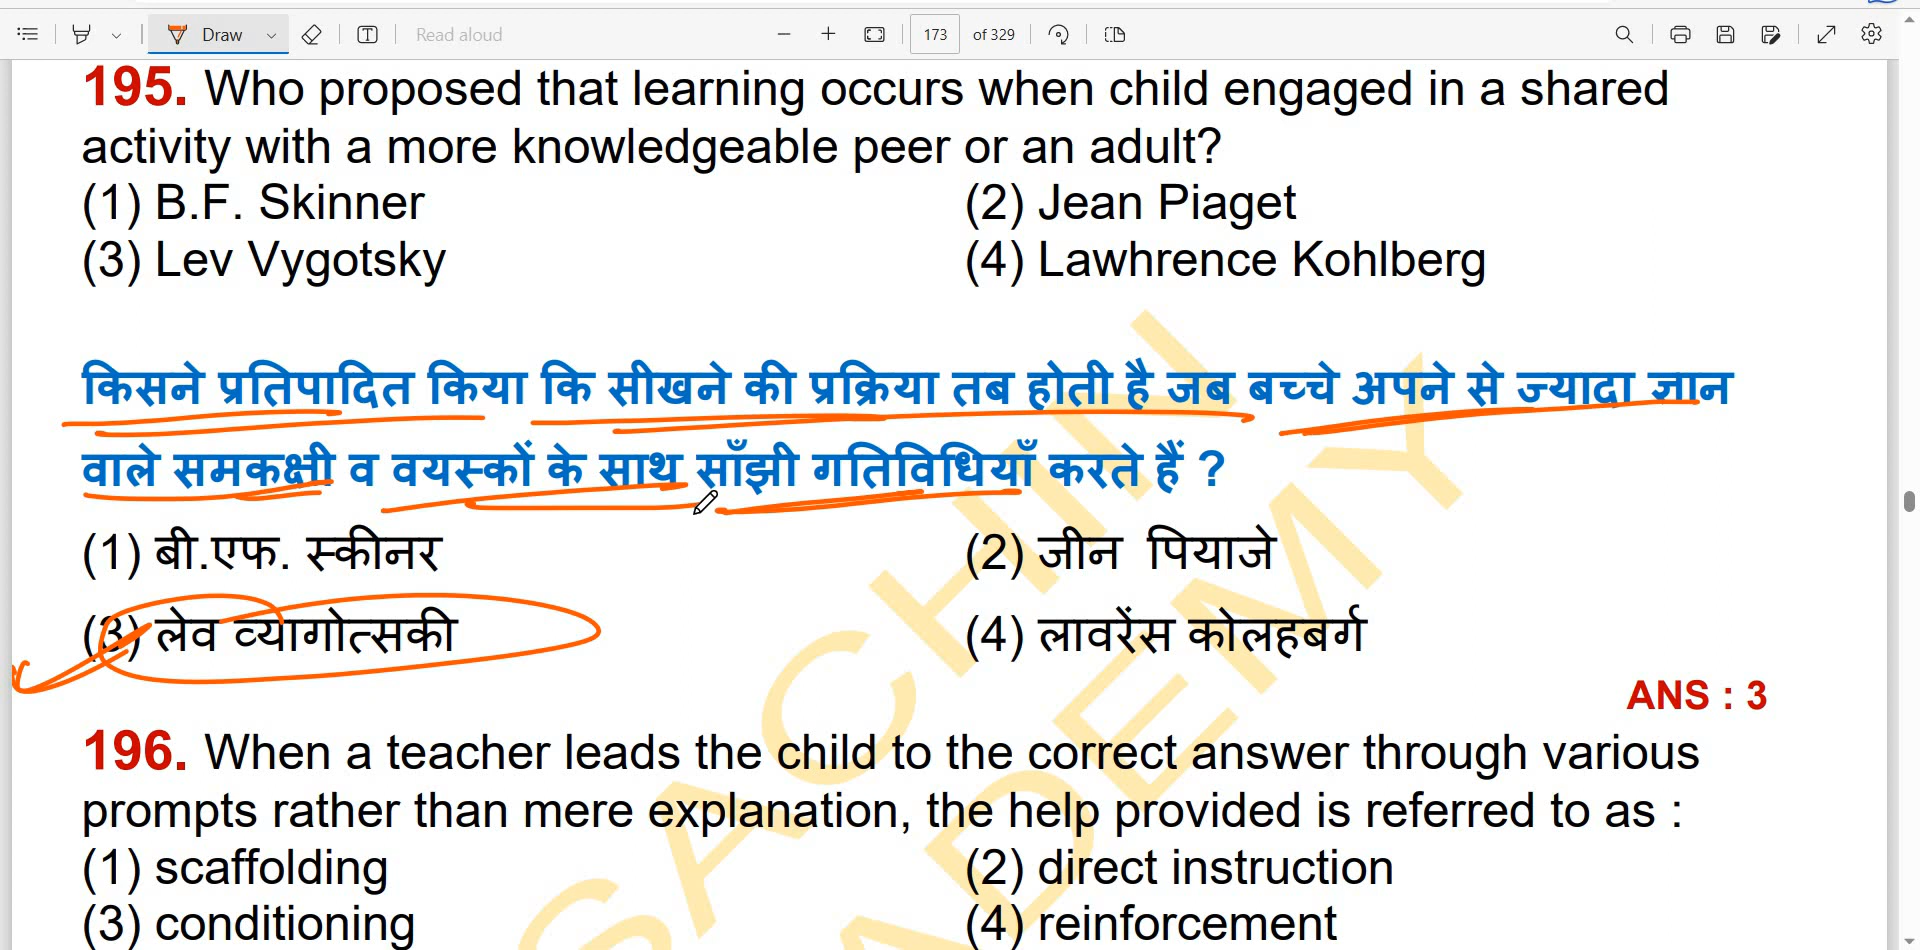 Draw
Read aloud
173 of 329
195. Who proposed that learning occurs when child engaged in a shared
activity with a more knowledgeable peer or an adult?
(1) B.F. Skinner (2) Jean Piaget
(3) Lev Vygotsky (4) Lawhrence Kohlberg
किसने प्रतिपादित किया कि सीखने की प्रक्रिया तब होती है जब बच्चे अपने से ज्यादा ज्ञान
वाले समकक्षी व वयस्कों के साथ साँझी गतिविधियाँ करते हैं ?
(1) बी.एफ. स्कीनर (2) जीन पियाजे
(3) लेव व्यागोत्सकी (4) लावरेंस कोलहबर्ग
ANS : 3
196. When a teacher leads the child to the correct answer through various
prompts rather than mere explanation, the help provided is referred to as :
(1) scaffolding (2) direct instruction
(3) conditioning (4) reinforcement
SACHIN
ADEMY